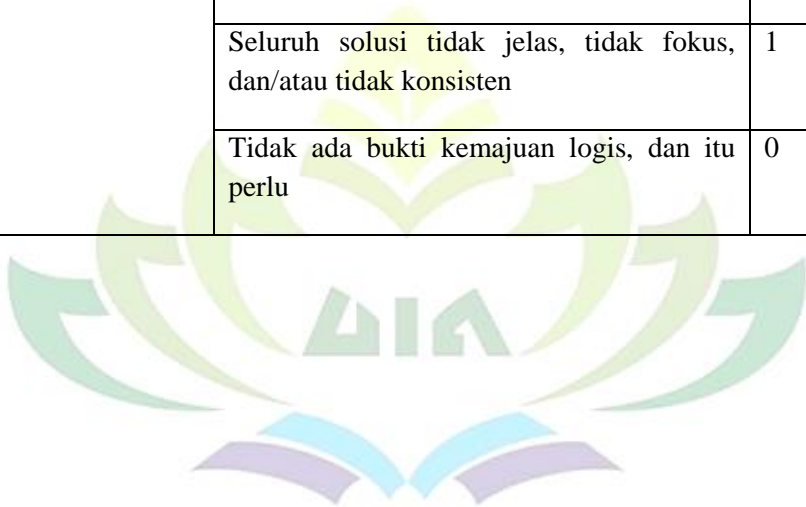 Seluruh solusi tidak jelas, tidak fokus, 1
dan/atau tidak konsisten
Tidak ada bukti kemajuan logis, dan itu 0
perlu
UIN